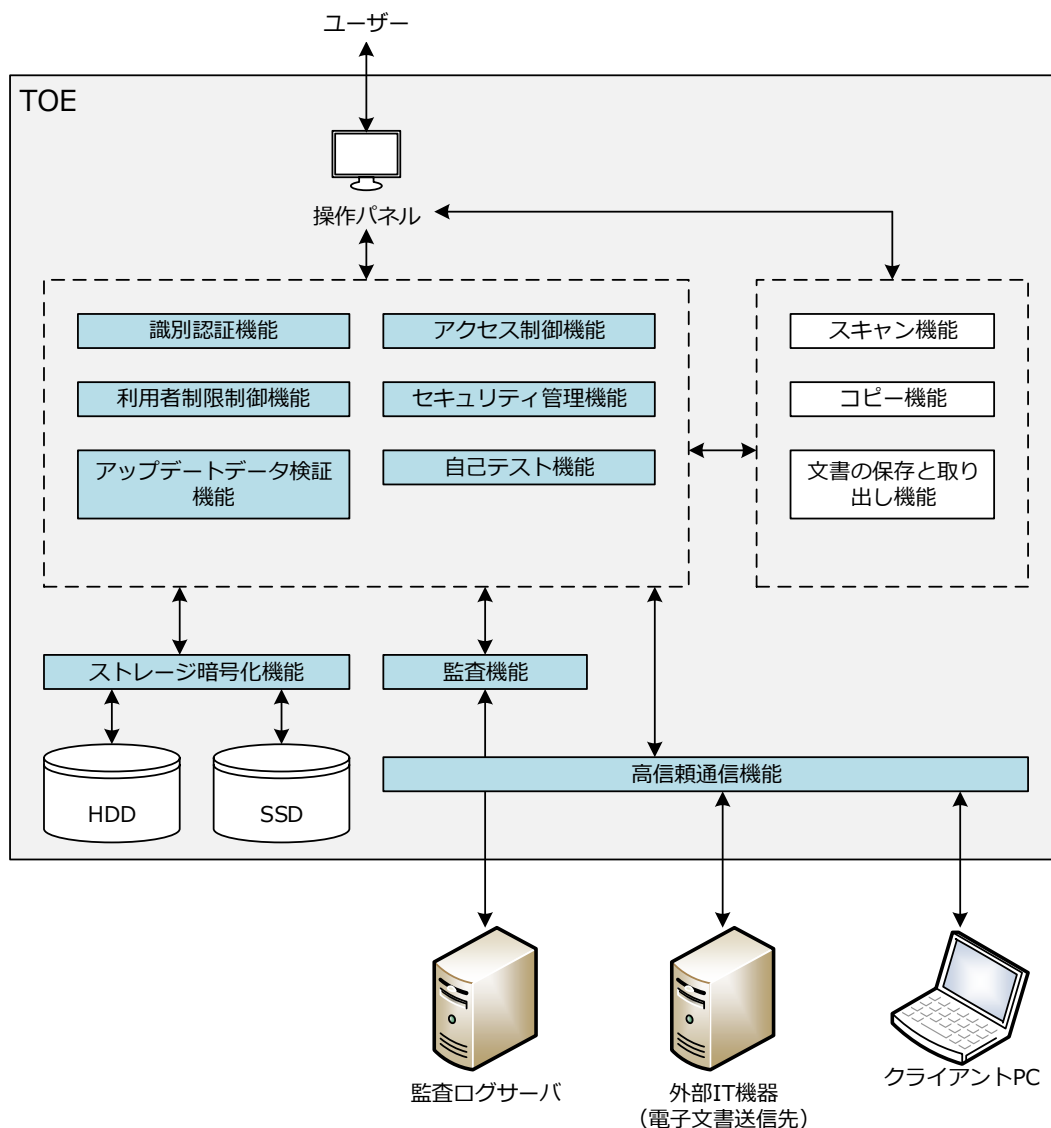 ユーザー
TOE
操作パネル
識別認証機能
アクセス制御機能
スキャン機能
利用者制限制御機能
セキュリティ管理機能
コピー機能
アップデートデータ検証
機能
自己テスト機能
文書の保存と取り
出し機能
ストレージ暗号化機能
監査機能
高信頼通信機能
HDD
SSD
監査ログサーバ
外部IT機器
（電子文書送信先）
クライアントPC